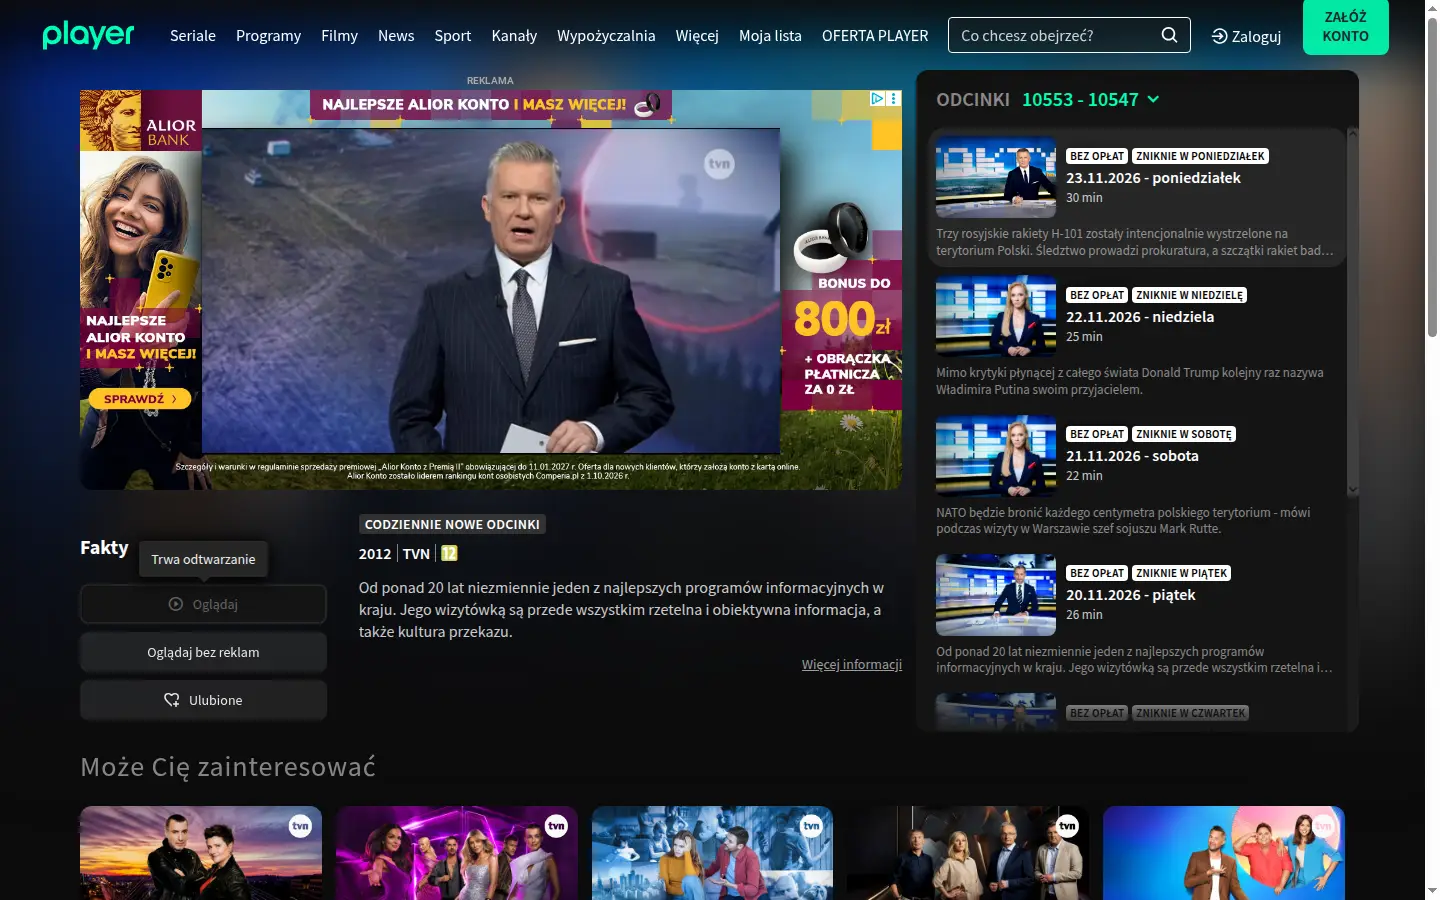 player
Seriale
Programy
Filmy
News
Sport
Kanały
Wypożyczalnia
Więcej
Moja lista
OFERTA PLAYER
Co chcesz obejrzeć?
Zaloguj
ZAŁÓŻ
KONTO
REKLAMA
ALIOR
BANK
NAJLEPSZE ALIOR KONTO I MASZ WIĘCEJ!
tvn
NAJLEPSZE
ALIOR KONTO
I MASZ WIĘCEJ!
SPRAWDŹ
BONUS DO
800zł
+ OBRĄCZKA
PŁATNICZA
ZA 0 ZŁ
Szczegóły i warunki w regulaminie sprzedaży premiowej „Alior Konto z Premią II" obowiązującej do 11.01.2027 r. Oferta dla nowych klientów, którzy założą konto z kartą online.
Alior Konto zostało liderem rankingu kont osobistych Comperia.pl z 1.10.2026 r.
ODCINKI 10553 - 10547
BEZ OPŁAT ZNIKNIE W PONIEDZIAŁEK
23.11.2026 - poniedziałek
30 min
Trzy rosyjskie rakiety H-101 zostały intencjonalnie wystrzelone na
terytorium Polski. Śledztwo prowadzi prokuratura, a szczątki rakiet bad...
BEZ OPŁAT ZNIKNIE W NIEDZIELĘ
22.11.2026 - niedziela
25 min
Mimo krytyki płynącej z całego świata Donald Trump kolejny raz nazywa
Władimira Putina swoim przyjacielem.
BEZ OPŁAT ZNIKNIE W SOBOTĘ
21.11.2026 - sobota
22 min
NATO będzie bronić każdego centymetra polskiego terytorium - mówi
podczas wizyty w Warszawie szef sojuszu Mark Rutte.
BEZ OPŁAT ZNIKNIE W PIĄTEK
20.11.2026 - piątek
26 min
Od ponad 20 lat niezmiennie jeden z najlepszych programów
informacyjnych w kraju. Jego wizytówką są przede wszystkim rzetelna i...
BEZ OPŁAT ZNIKNIE W CZWARTEK
Fakty
Trwa odtwarzanie
Oglądaj
Oglądaj bez reklam
Ulubione
CODZIENNIE NOWE ODCINKI
2012 TVN 12
Od ponad 20 lat niezmiennie jeden z najlepszych programów informacyjnych w
kraju. Jego wizytówką są przede wszystkim rzetelna i obiektywna informacja, a
także kultura przekazu.
Więcej informacji
Może Cię zainteresować
tvn
tvn
tvn
tvn
tvn